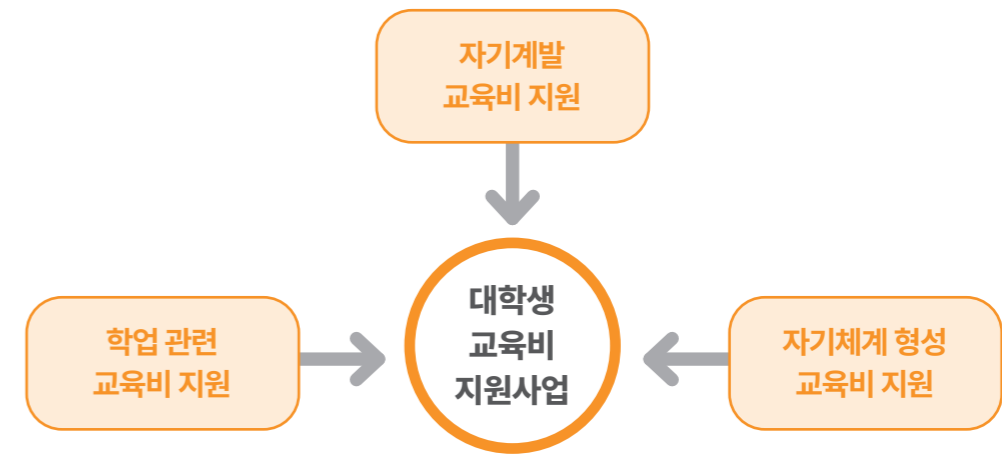 자기계발
교육비 지원
대학생
교육비
지원사업
학업 관련
교육비 지원
자기체계 형성
교육비 지원